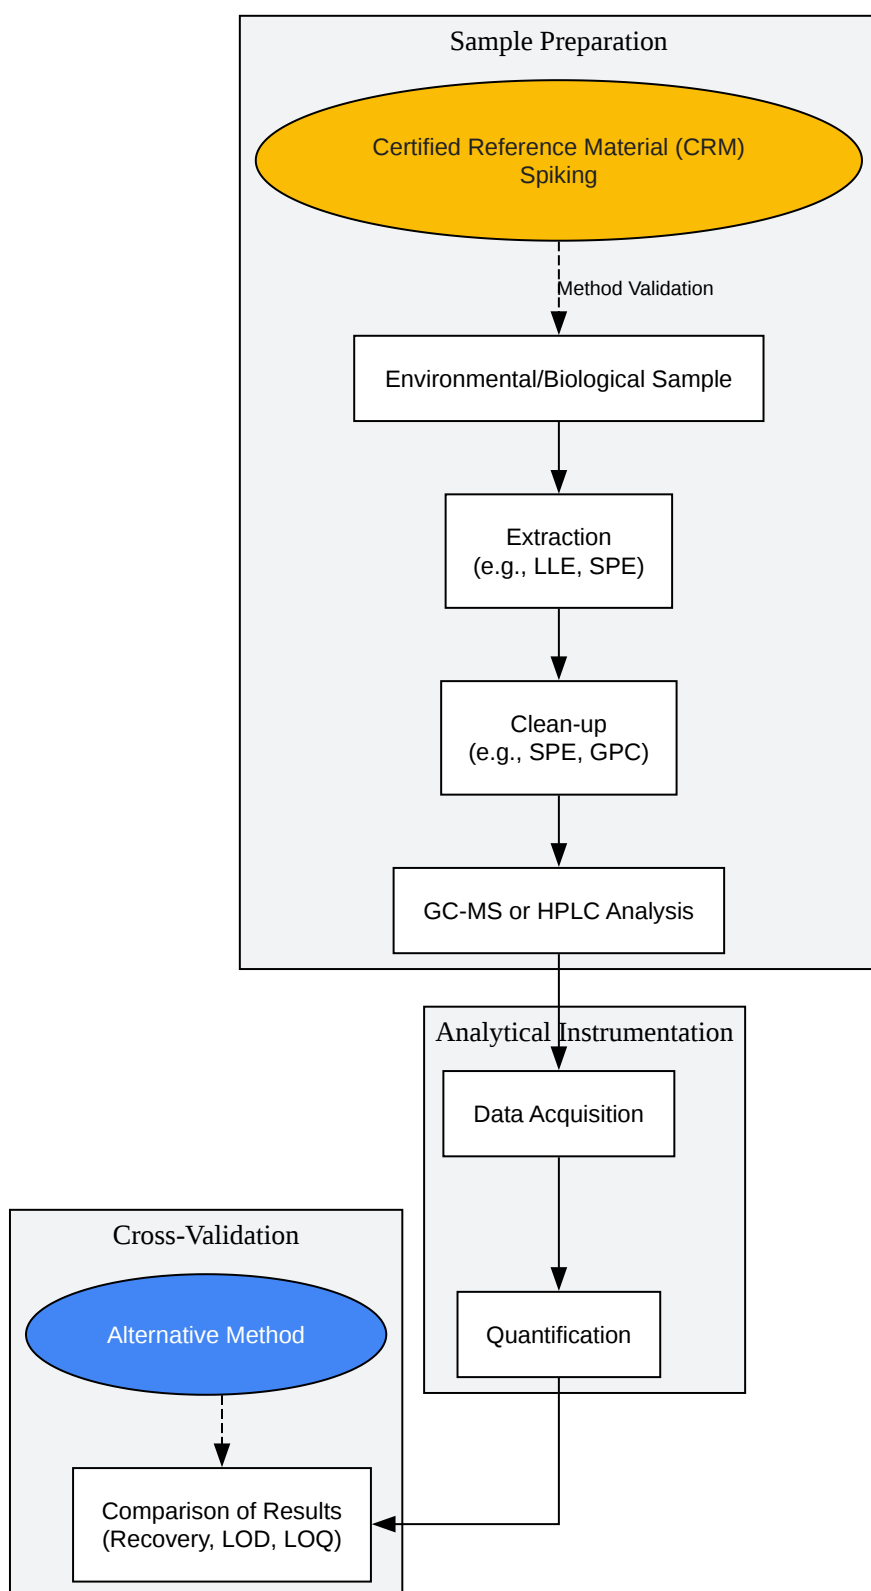 Sample Preparation
Certified Reference Material (CRM)
Spiking
Method Validation
Environmental/Biological Sample
Extraction
(e.g., LLE, SPE)
Clean-up
(e.g., SPE, GPC)
GC-MS or HPLC Analysis
Analytical Instrumentation
Data Acquisition
Cross-Validation
Alternative Method
Quantification
Comparison of Results
(Recovery, LOD, LOQ)